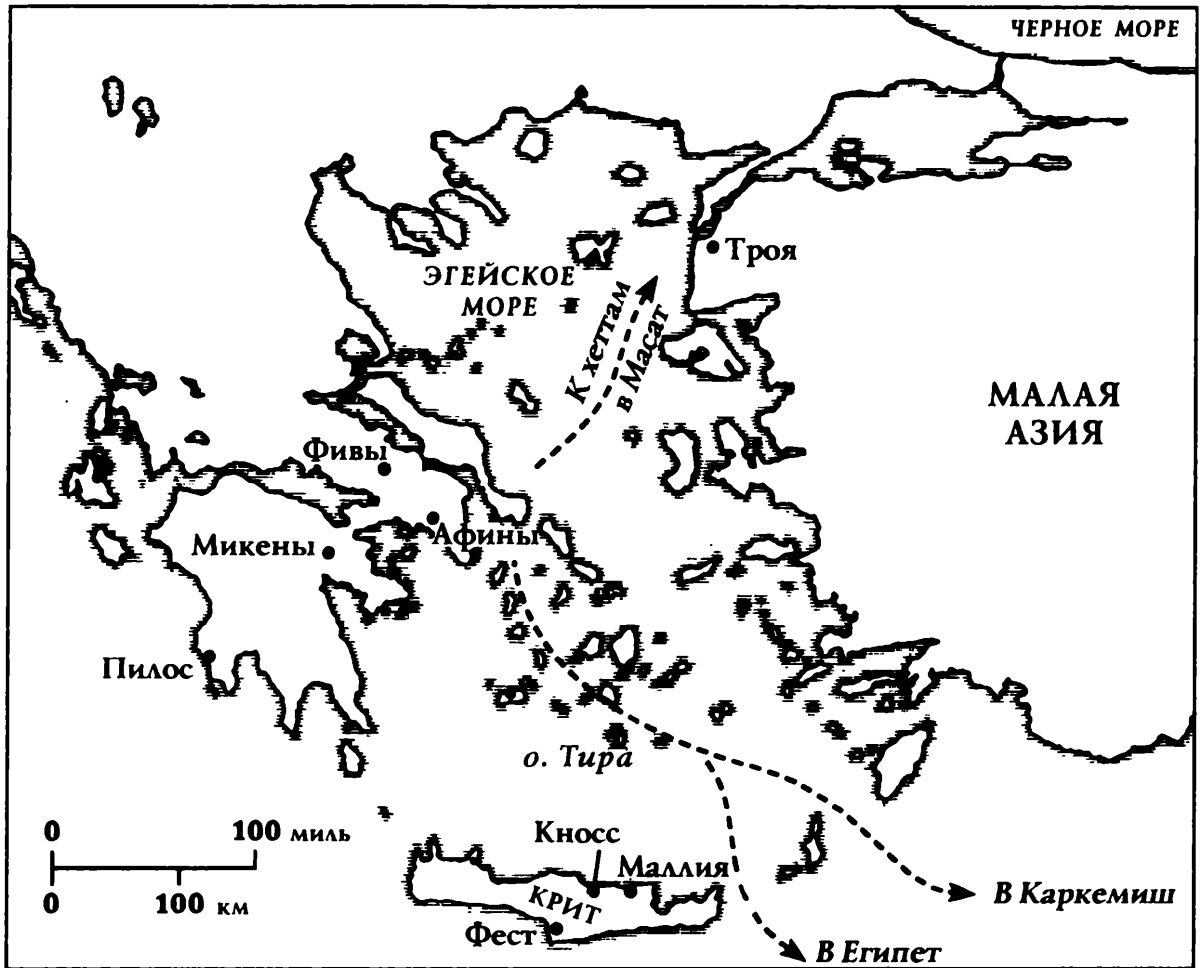 ЧЕРНОЕ МОРЕ
Троя
ЭГЕЙСКОЕ
МОРЕ
К хеттам
в Масат
МАЛАЯ
АЗИЯ
Фивы
Афины
Микены
Пилос
о. Тира
0 100 миль
0 100 км
Кносс
Маллия
КРИТ
Фест
В Каркемиш
В Египет